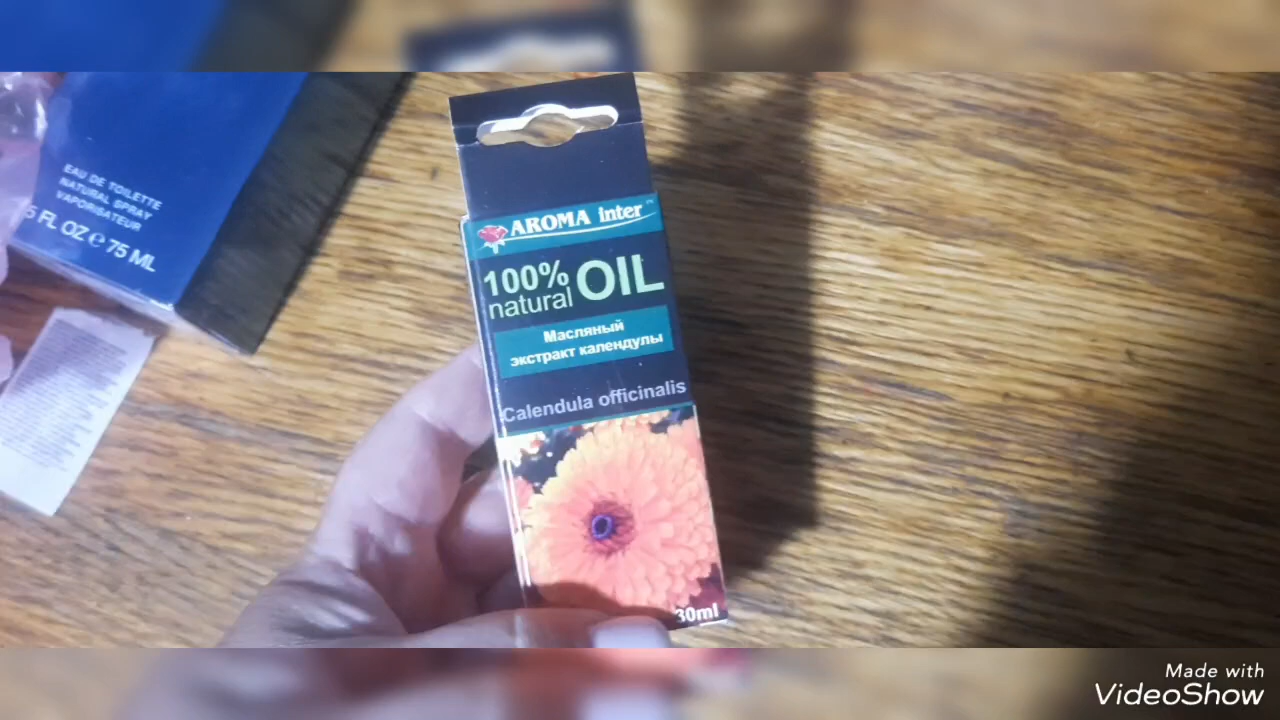 EAU DE TOILETTE
NATURAL SPRAY
VAPORISATEUR
5 FL OZ e 75 ML
AROMA inter
100%
natural
OIL
Масляный
экстракт календулы
Calendula officinalis
30ml
Made with
VideoShow